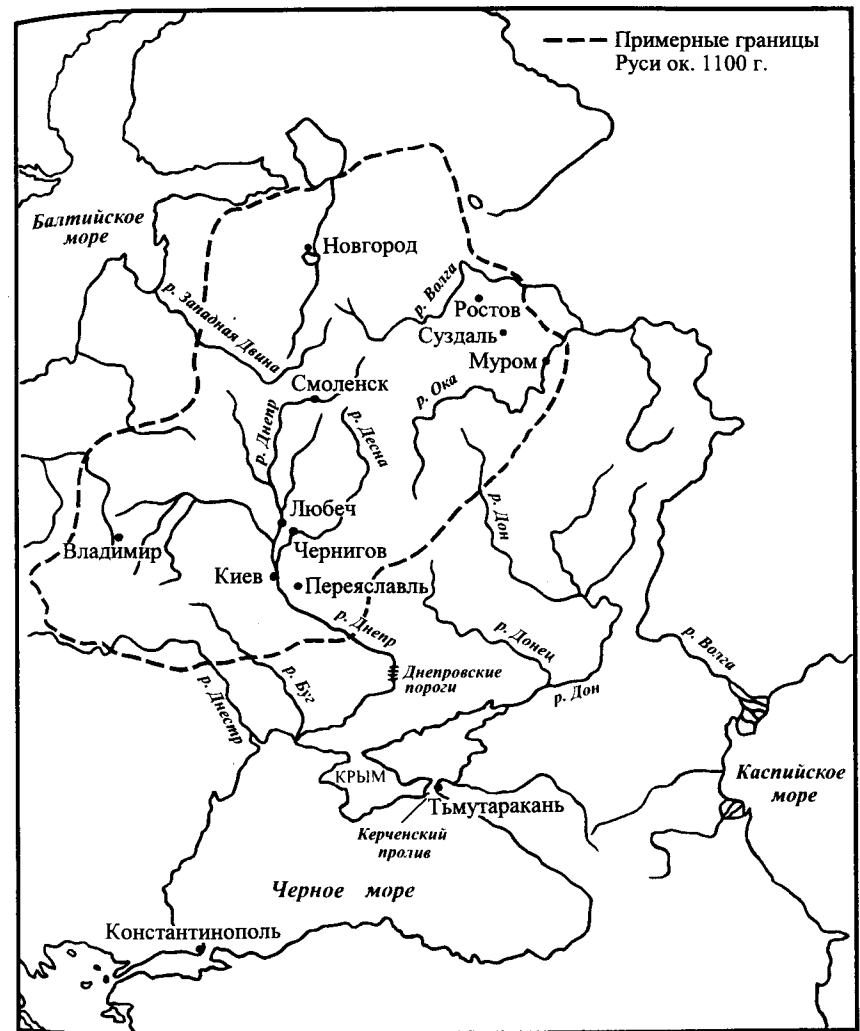 Примерные границы
Руси ок. 1100 г.
Балтийское
море
Новгород
р. Западная Двина
р. Волга
Ростов
Суздаль
Муром
Смоленск
р. Ока
р. Днепр
р. Десна
Любеч
р. Дон
Владимир
Чернигов
Киев
Переяславль
р. Днепр
р. Донец
р. Волга
р. Буг
Днепровские
пороги
р. Днестр
р. Дон
КРЫМ
Каспийское
море
Тьмутаракань
Керченский
пролив
Черное море
Константинополь